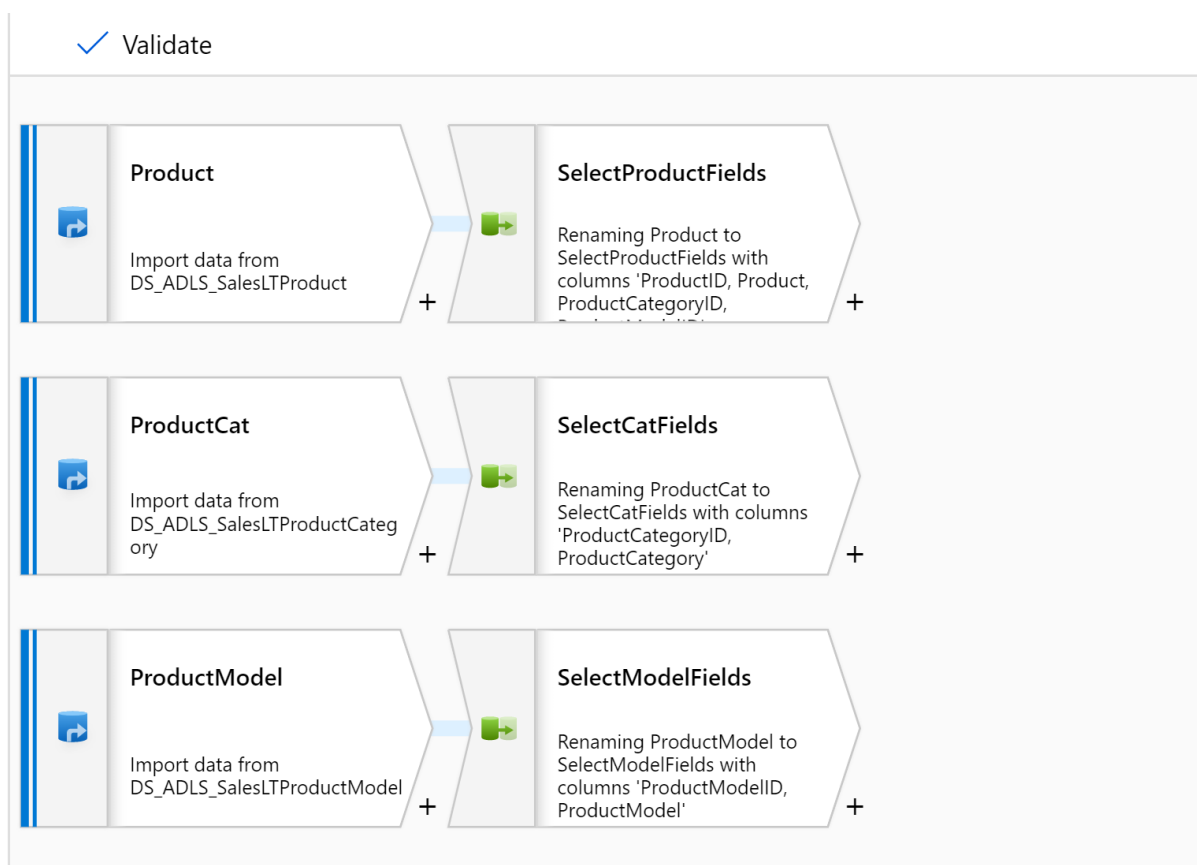 Validate
Product
Import data from
DS_ADLS_SalesLTProduct
+
SelectProductFields
Renaming Product to
SelectProductFields with
columns 'ProductID, Product,
ProductCategoryID,
+
ProductCat
Import data from
DS_ADLS_SalesLTProductCateg
ory
+
SelectCatFields
Renaming ProductCat to
SelectCatFields with columns
'ProductCategoryID,
ProductCategory'
+
ProductModel
Import data from
DS_ADLS_SalesLTProductModel
+
SelectModelFields
Renaming ProductModel to
SelectModelFields with
columns 'ProductModelID,
ProductModel'
+